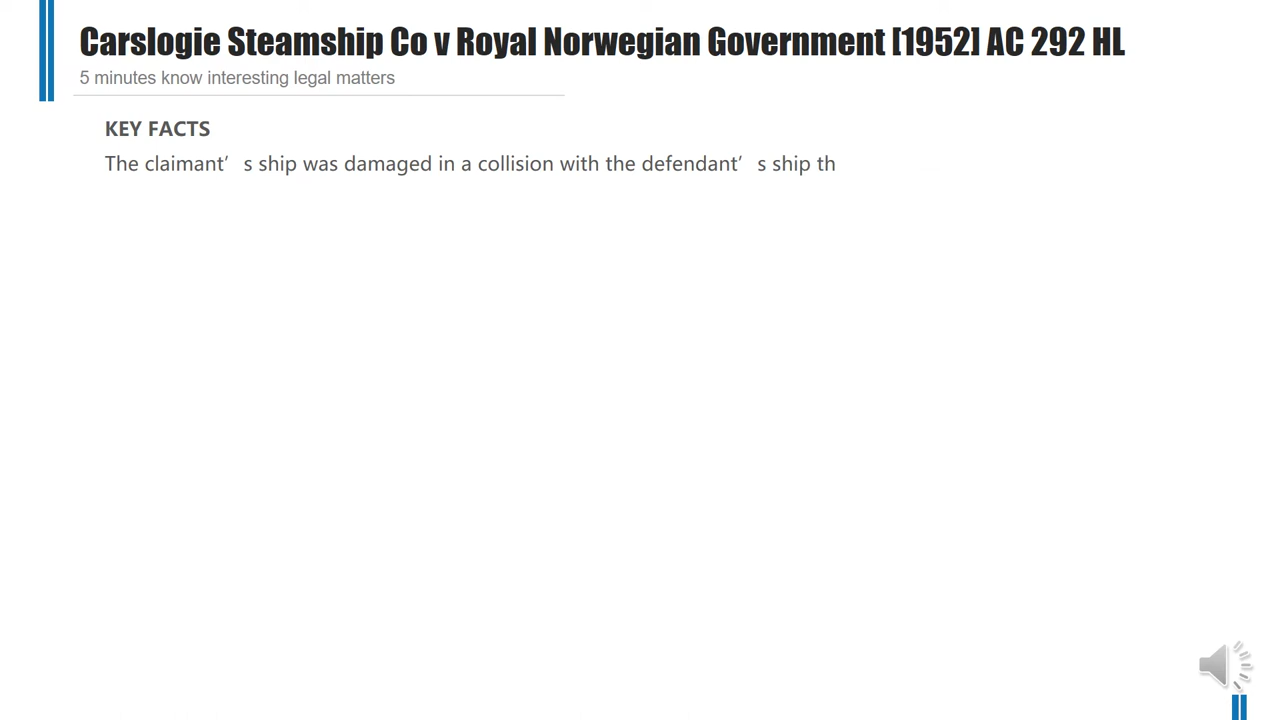 Carslogie Steamship Co v Royal Norwegian Government [1952] AC 292 HL
5 minutes know interesting legal matters
KEY FACTS
The claimant’ s ship was damaged in a collision with the defendant’ s ship th